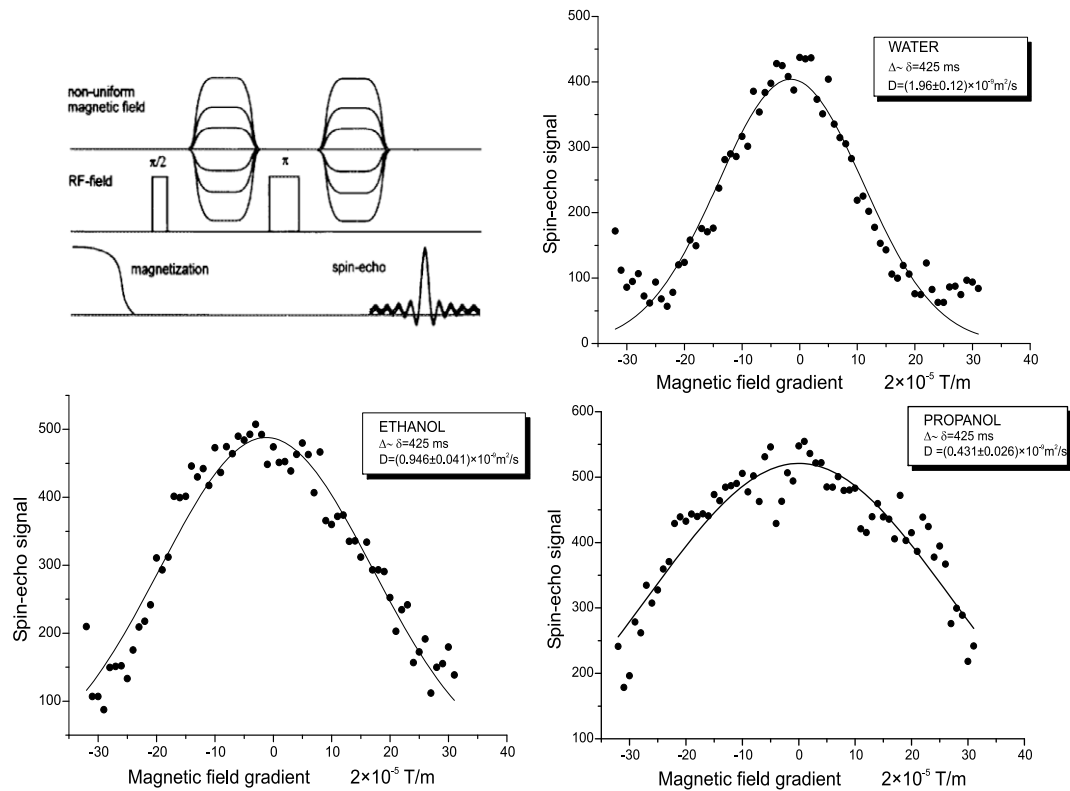 non-uniform
magnetic field
π/2
π
RF-field
magnetization
spin-echo
500
400
300
200
100
0
Spin-echo signal
WATER
Δ~ δ=425 ms
D=(1.96±0.12)×10⁻⁹m²/s
-30
-20
-10
0
10
20
30
40
Magnetic field gradient 2×10⁻⁵ T/m
500
400
300
200
100
Spin-echo signal
ETHANOL
Δ~ δ=425 ms
D=(0.946±0.041)×10⁻⁹m²/s
-30
-20
-10
0
10
20
30
40
Magnetic field gradient 2×10⁻⁵ T/m
600
500
400
300
200
100
Spin-echo signal
PROPANOL
Δ~ δ=425 ms
D =(0.431±0.026)×10⁻⁹m²/s
-30
-20
-10
0
10
20
30
40
Magnetic field gradient 2×10⁻⁵ T/m